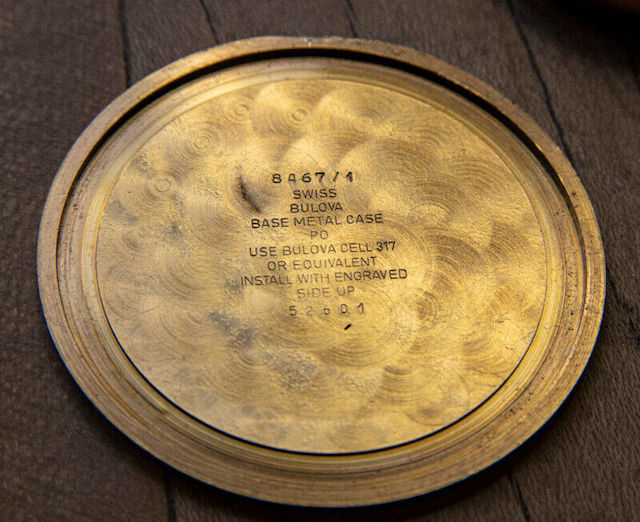 8467/1
SWISS
BULOVA
BASE METAL CASE
PO
USE BULOVA CELL 317
OR EQUIVALENT
INSTALL WITH ENGRAVED
SIDE UP
52601